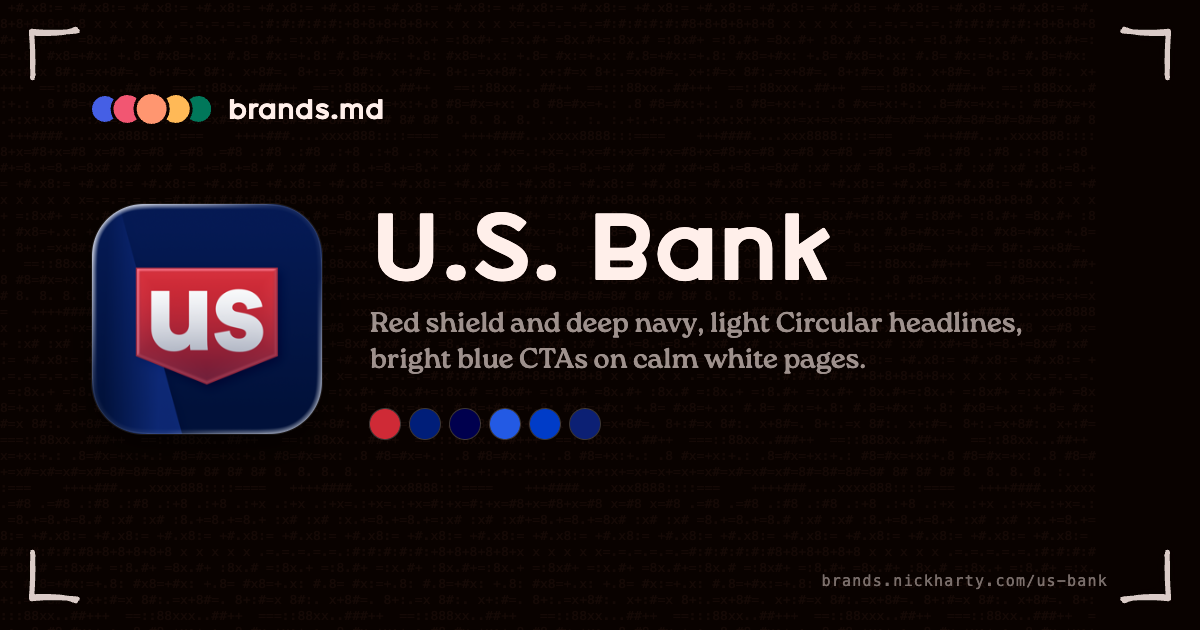 brands.md
us
U.S. Bank
Red shield and deep navy, light Circular headlines,
bright blue CTAs on calm white pages.
brands.nickharty.com/us-bank